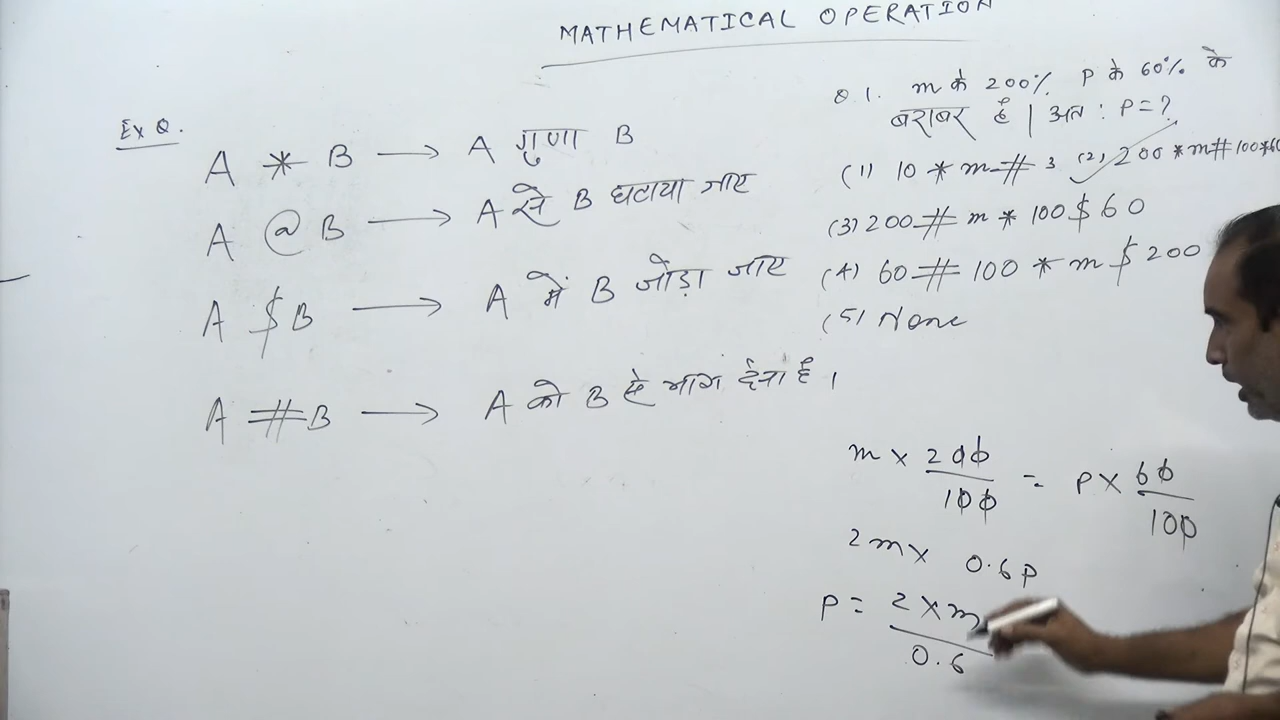 MATHEMATICAL OPERATION
Ex Q.
A * B → A गुणा B
A @ B → A से B घटाया जाए
A $ B → A में B जोड़ा जाए
A # B → A को B से भाग देना है ।
Q.1. m के 200% P के 60% के
बराबर है | अतः P = ?
(1) 10 * m # 3 (2) 200 * m # 100 * 60
(3) 200 # m * 100 $ 60
(4) 60 # 100 * m $ 200
(5) None
m × 200/100 = P × 60/100
2m × 0.6P
P = 2 × m / 0.6